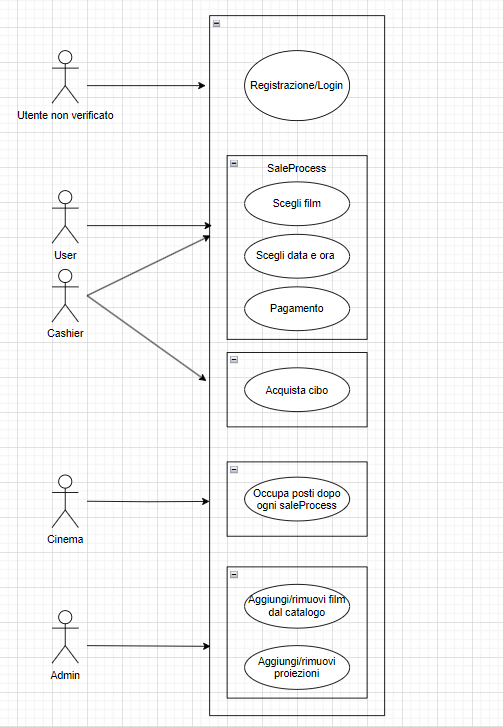 Registrazione/Login
Utente non verificato
SaleProcess
Scegli film
User
Scegli data e ora
Cashier
Pagamento
Acquista cibo
Cinema
Occupa posti dopo
ogni saleProcess
Admin
Aggiungi/rimuovi film
dal catalogo
Aggiungi/rimuovi
proiezioni